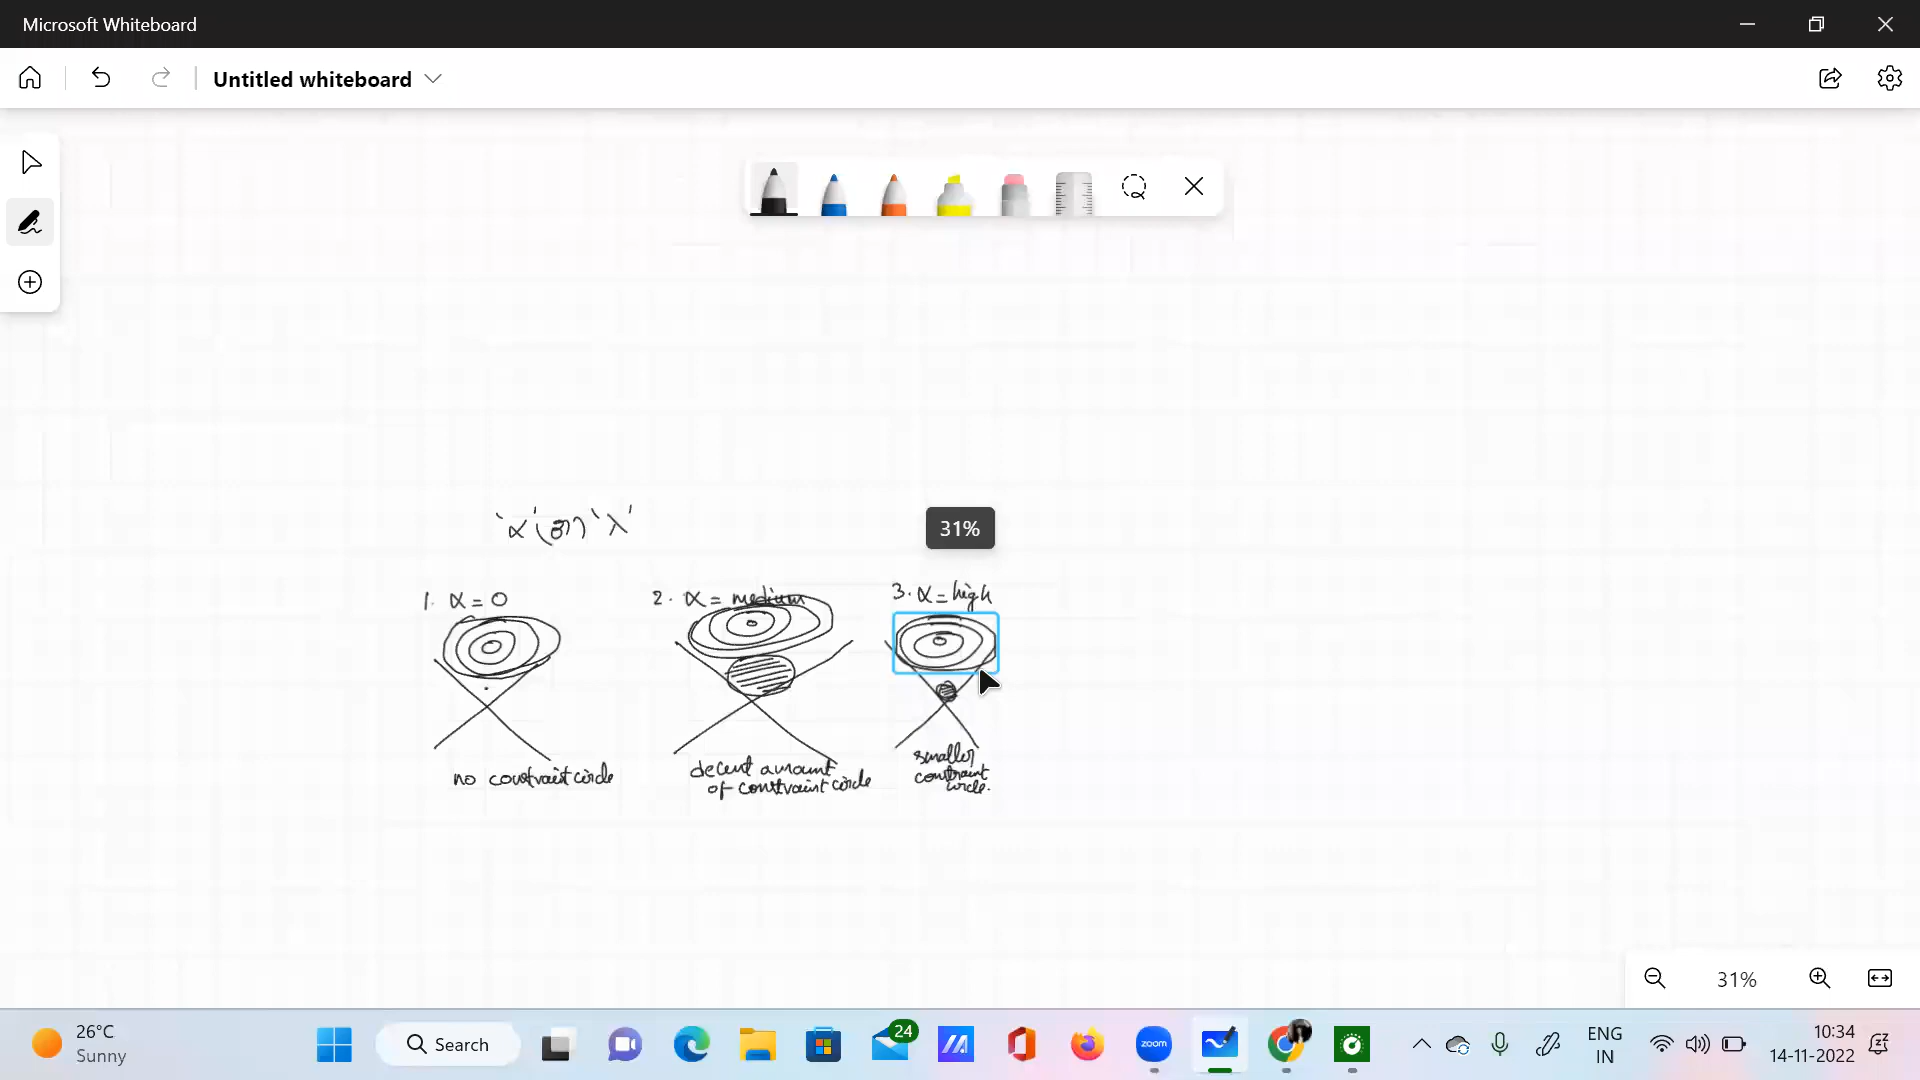 Microsoft Whiteboard
Untitled whiteboard
31%
'α' (or) 'λ'
1. α = 0
2. α = medium
3. α = high
no constraint circle
decent amount
of constraint circle
smaller
constraint
circle.
31%
26°C
Sunny
Search
24
zoom
ENG
IN
10:34
14-11-2022